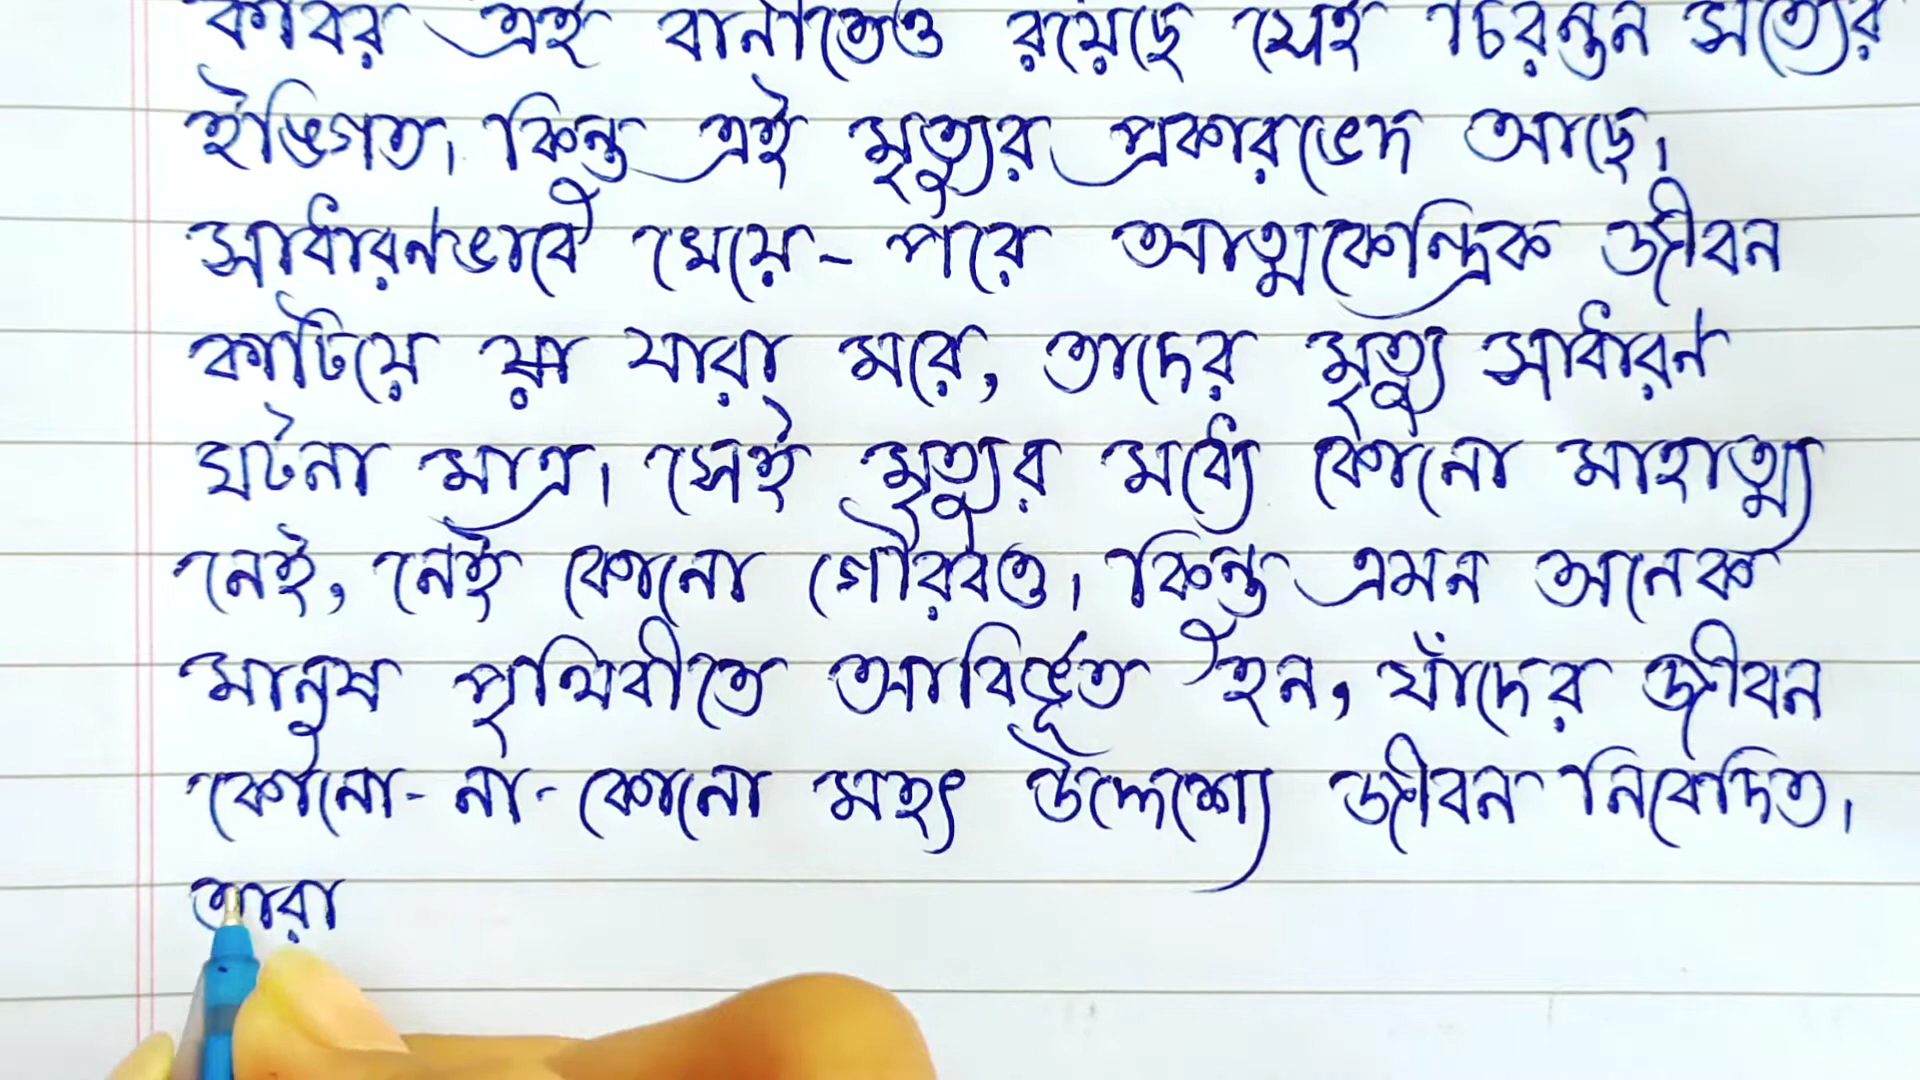 কবির এই বানীতেও রয়েছে সেই চিরন্তন সত্যের
ইঙ্গিত। কিন্তু এই মৃত্যুর প্রকারভেদ আছে।
সাধারণভাবে খেয়ে-পরে আত্মকেন্দ্রিক জীবন
কাটিয়ে যারা মরে, তাদের মৃত্যু সাধারণ
ঘটনা মাত্র। সেই মৃত্যুর মধ্যে কোনো মাহাত্ম্য
নেই, নেই কোনো গৌরবও। কিন্তু এমন অনেক
মানুষ পৃথিবীতে আবির্ভূত হন, যাঁদের জীবন
কোনো-না-কোনো মহৎ উদ্দেশ্যে জীবন নিবেদিত।
তারা